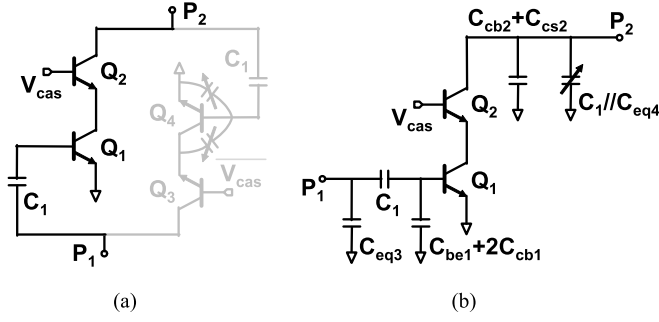 P2
C1
Vcas
Q2
Q4
Q1
Q3
Vcas
C1
P1
(a)
Ccb2+Ccs2
P2
Vcas
Q2
C1//Ceq4
P1
C1
Q1
Ceq3
Cbe1+2Ccb1
(b)